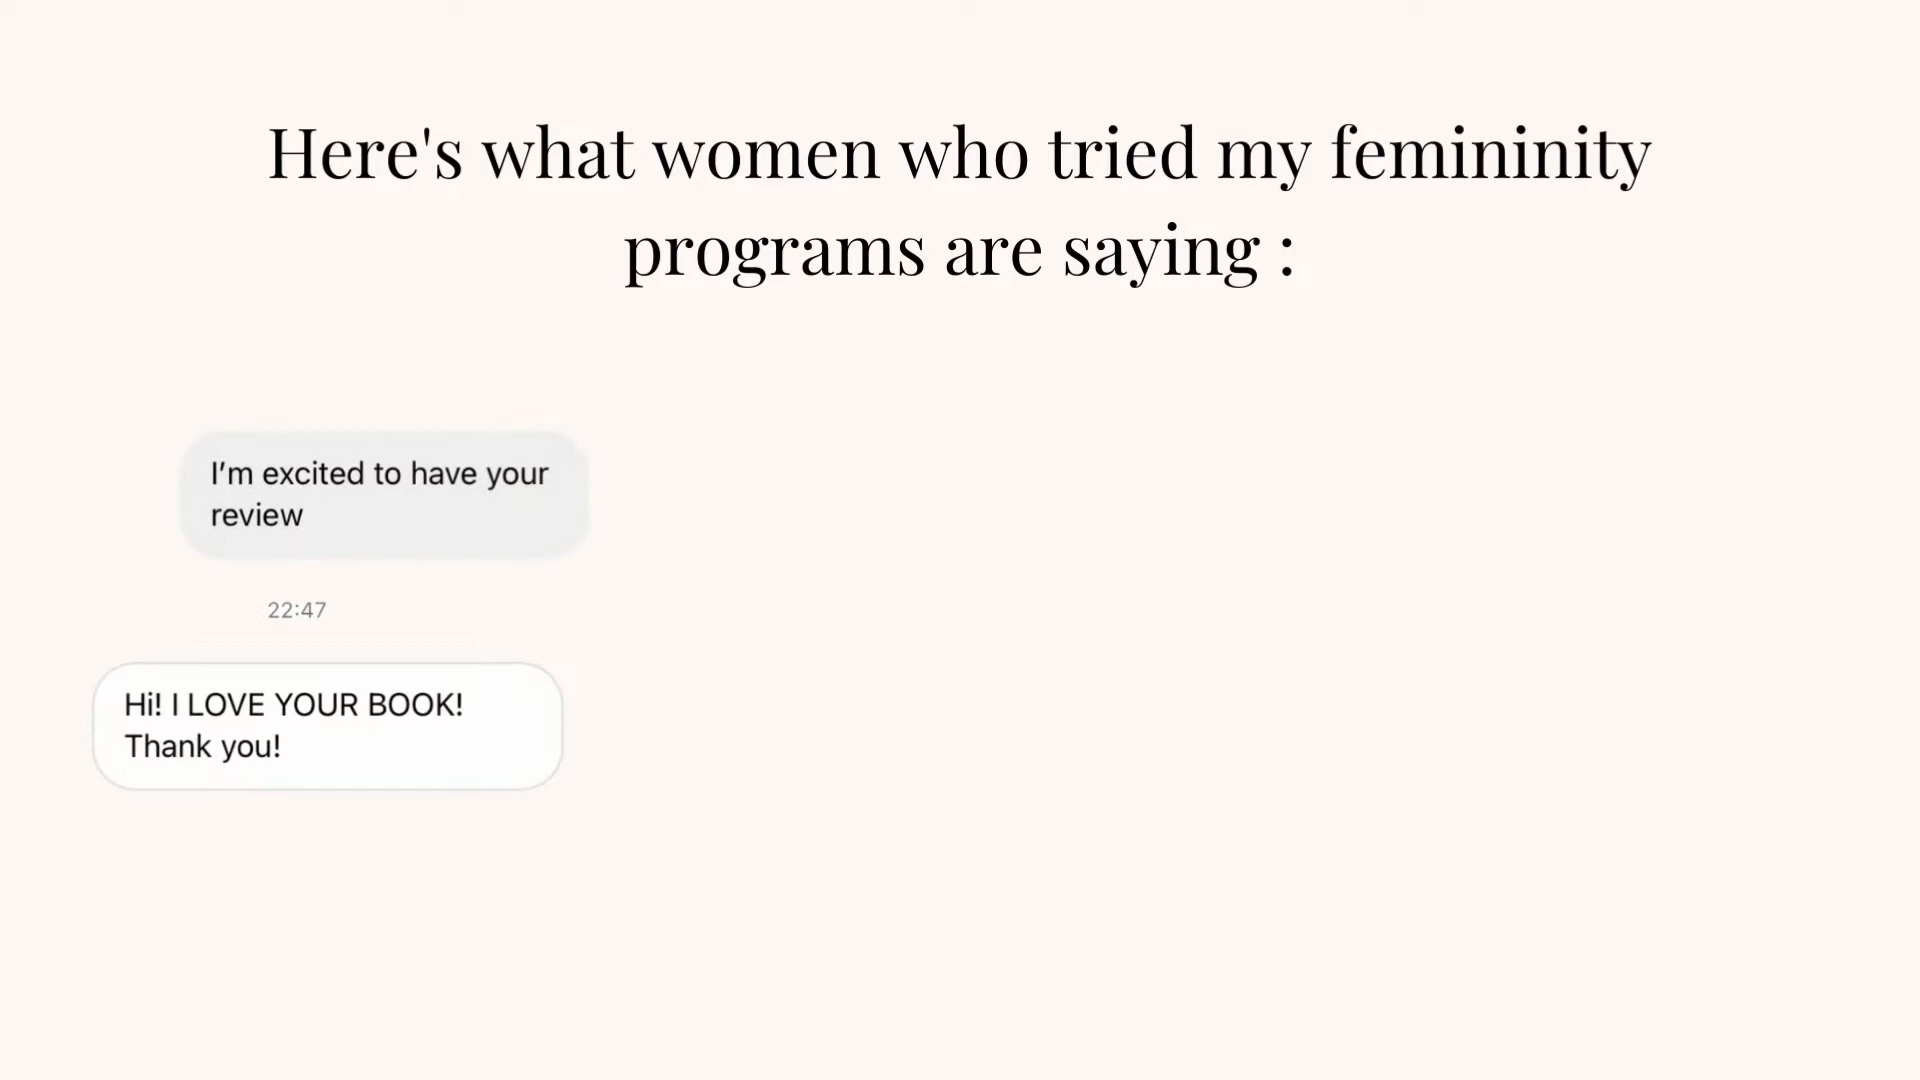 Here's what women who tried my femininity
programs are saying :
I’m excited to have your
review
22:47
Hi! I LOVE YOUR BOOK!
Thank you!